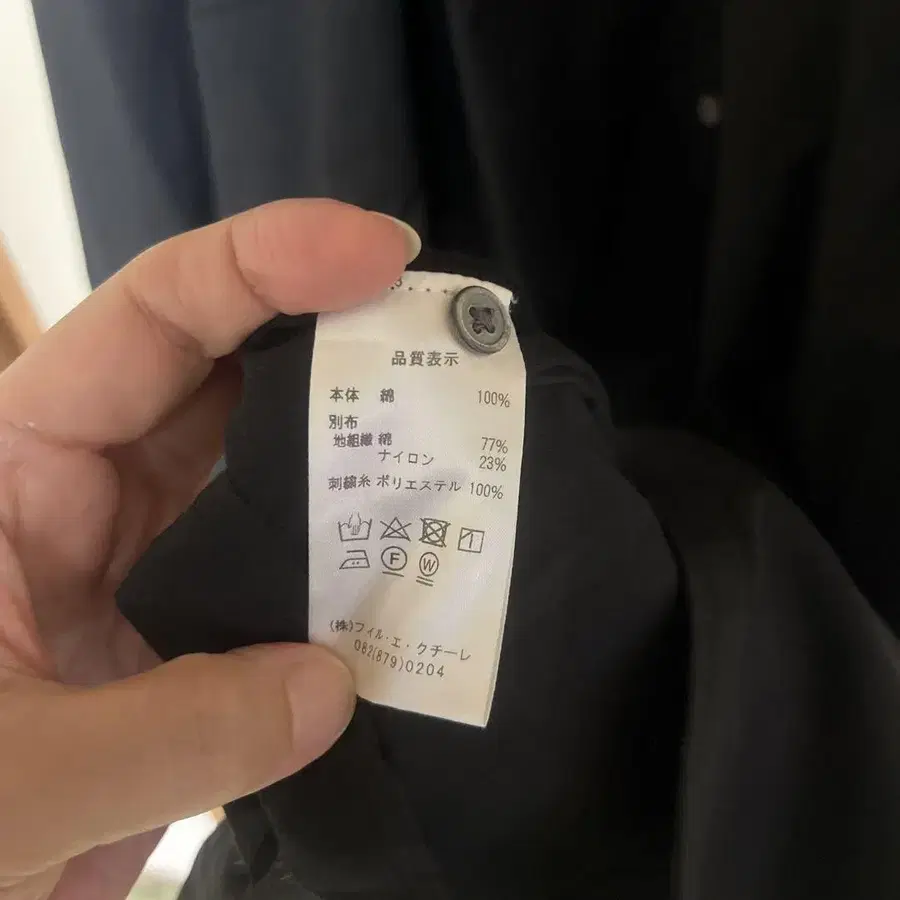 品質表示
本体 綿 100%
別布
地組織 綿 77%
ナイロン 23%
刺繍糸 ポリエステル 100%
F W
(株)フィル・エ・クチーレ
082(879)0204